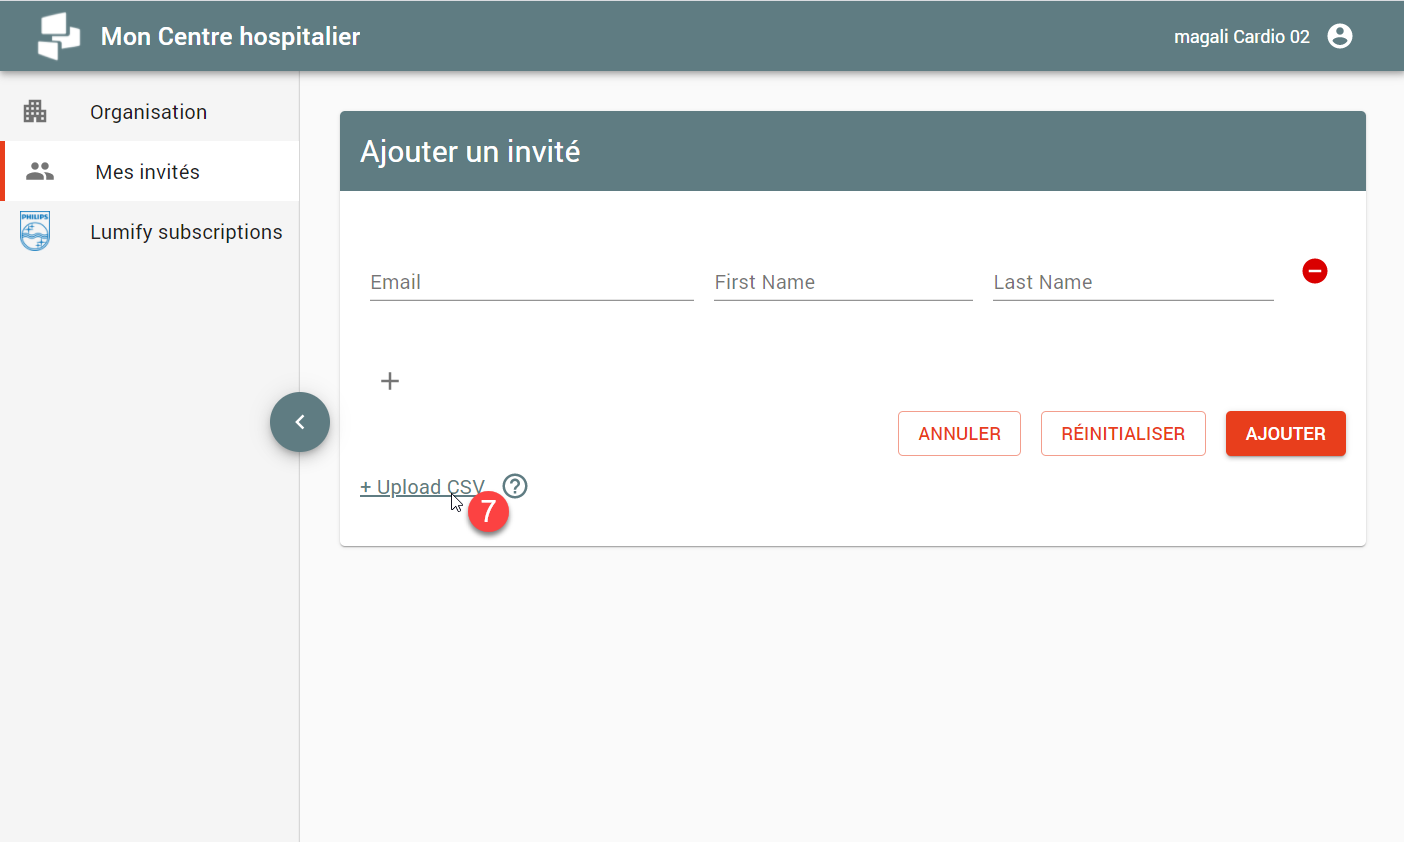 Mon Centre hospitalier
magali Cardio 02
Organisation
Mes invités
PHILIPS
Lumify subscriptions
Ajouter un invité
Email
First Name
Last Name
ANNULER
RÉINITIALISER
AJOUTER
+ Upload CSV
7